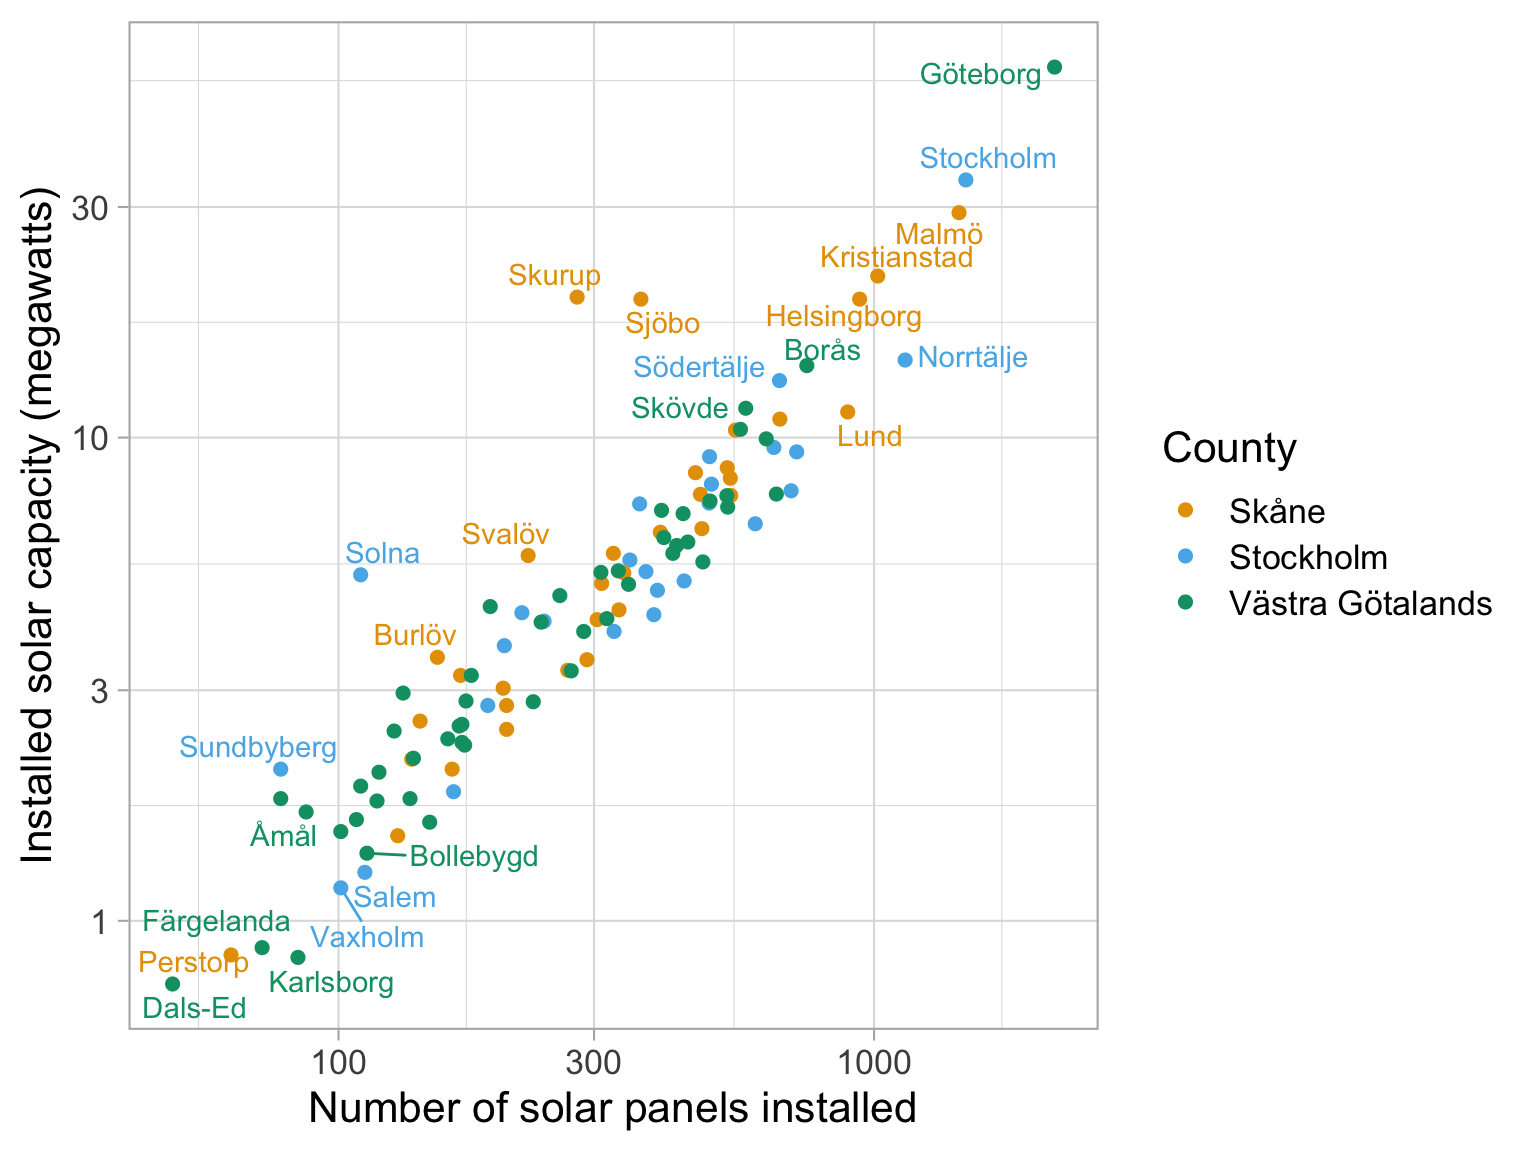 Göteborg
Stockholm
30
Malmö
Kristianstad
Skurup
Sjöbo
Helsingborg
Borås
Norrtälje
Södertälje
Skövde
10
Lund
Svalöv
Solna
Burlöv
3
Sundbyberg
Åmål
Bollebygd
Salem
1
Färgelanda
Vaxholm
Perstorp
Karlsborg
Dals-Ed
100
300
1000
Number of solar panels installed
Installed solar capacity (megawatts)
County
Skåne
Stockholm
Västra Götalands